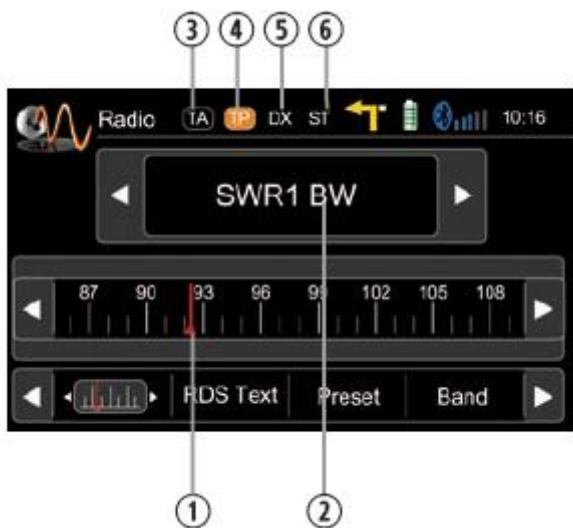 ③ ④ ⑤ ⑥
Radio TA TP DX ST 10:16
SWR1 BW
87 90 93 96 99 102 105 108
RDS Text Preset Band
① ②